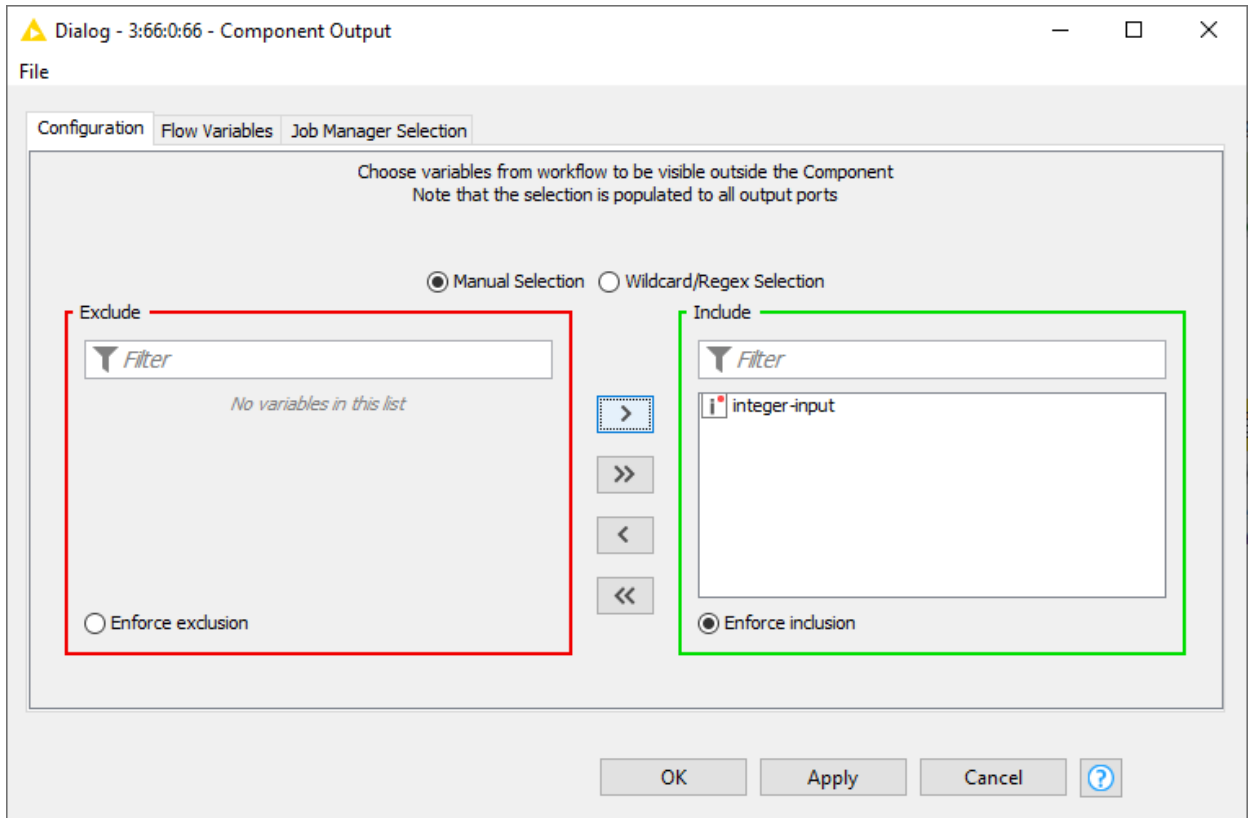 Dialog - 3:66:0:66 - Component Output
File
Configuration Flow Variables Job Manager Selection
Choose variables from workflow to be visible outside the Component
Note that the selection is populated to all output ports
Manual Selection Wildcard/Regex Selection
Exclude
Filter
No variables in this list
Enforce exclusion
>
>>
<
<<
Include
Filter
i integer-input
Enforce inclusion
OK Apply Cancel ?